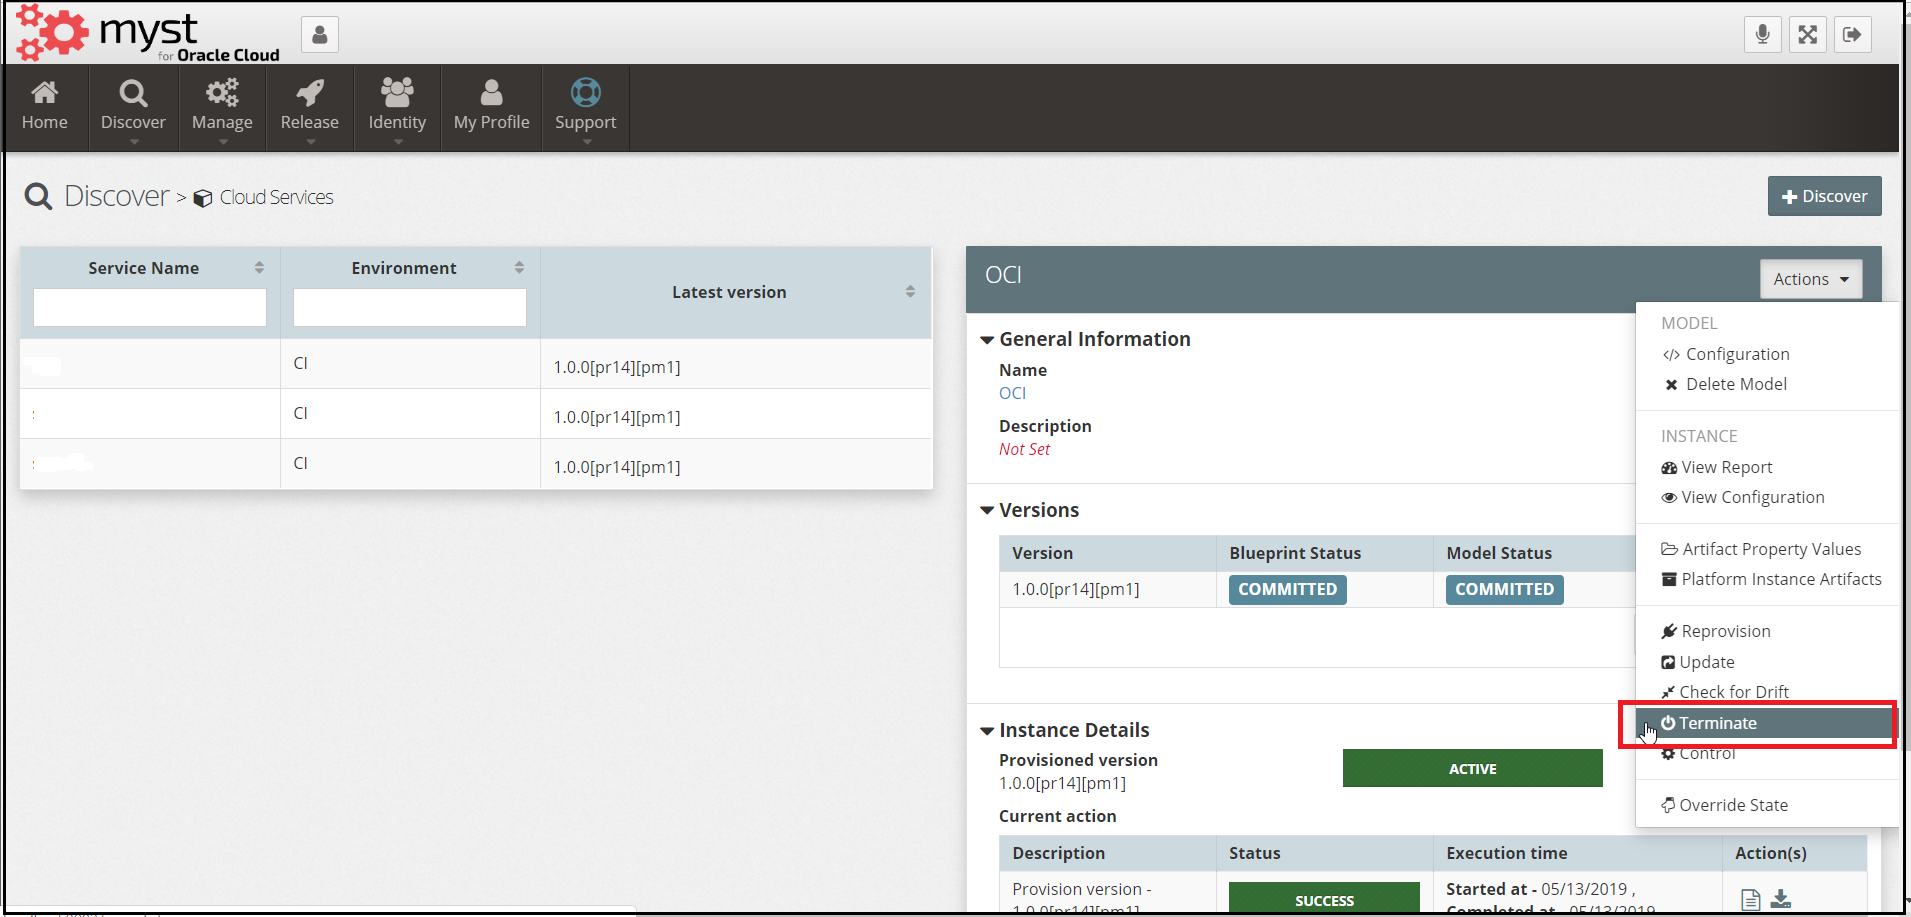 myst
for Oracle Cloud
Home
Discover
Manage
Release
Identity
My Profile
Support
Discover > Cloud Services
Discover
Service Name
Environment
Latest version
CI
1.0.0[pr14][pm1]
CI
1.0.0[pr14][pm1]
CI
1.0.0[pr14][pm1]
OCI
Actions
General Information
Name
OCI
Description
Not Set
Versions
Version
Blueprint Status
Model Status
1.0.0[pr14][pm1]
COMMITTED
COMMITTED
Instance Details
Provisioned version
1.0.0[pr14][pm1]
ACTIVE
Current action
Description
Status
Execution time
Action(s)
Provision version -
1.0.0[pr14][pm1]
SUCCESS
Started at - 05/13/2019 ,
Completed at - 05/13/2019
MODEL
Configuration
Delete Model
INSTANCE
View Report
View Configuration
Artifact Property Values
Platform Instance Artifacts
Reprovision
Update
Check for Drift
Terminate
Control
Override State